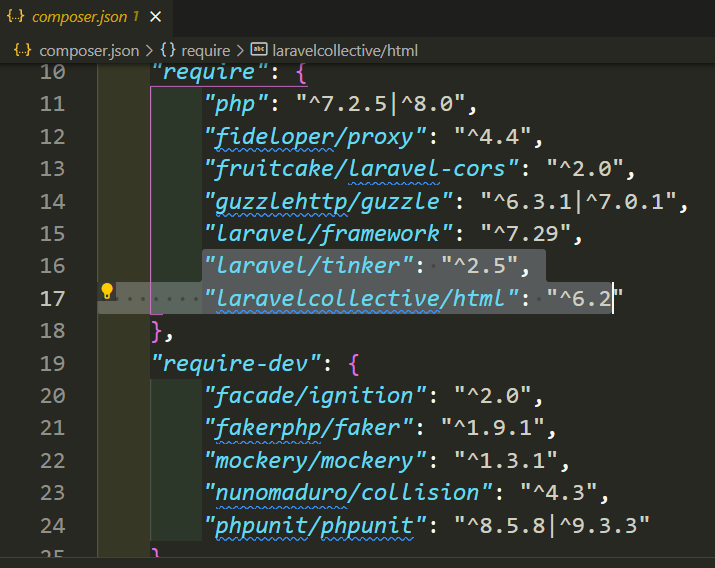 {..} composer.json 1 ×
{..} composer.json > {} require > abc laravelcollective/html
10 "require": {
11 "php": "^7.2.5|^8.0",
12 "fideloper/proxy": "^4.4",
13 "fruitcake/laravel-cors": "^2.0",
14 "guzzlehttp/guzzle": "^6.3.1|^7.0.1",
15 "laravel/framework": "^7.29",
16 "laravel/tinker": "^2.5",
17 "laravelcollective/html": "^6.2"
18 },
19 "require-dev": {
20 "facade/ignition": "^2.0",
21 "fakerphp/faker": "^1.9.1",
22 "mockery/mockery": "^1.3.1",
23 "nunomaduro/collision": "^4.3",
24 "phpunit/phpunit": "^8.5.8|^9.3.3"
25 }